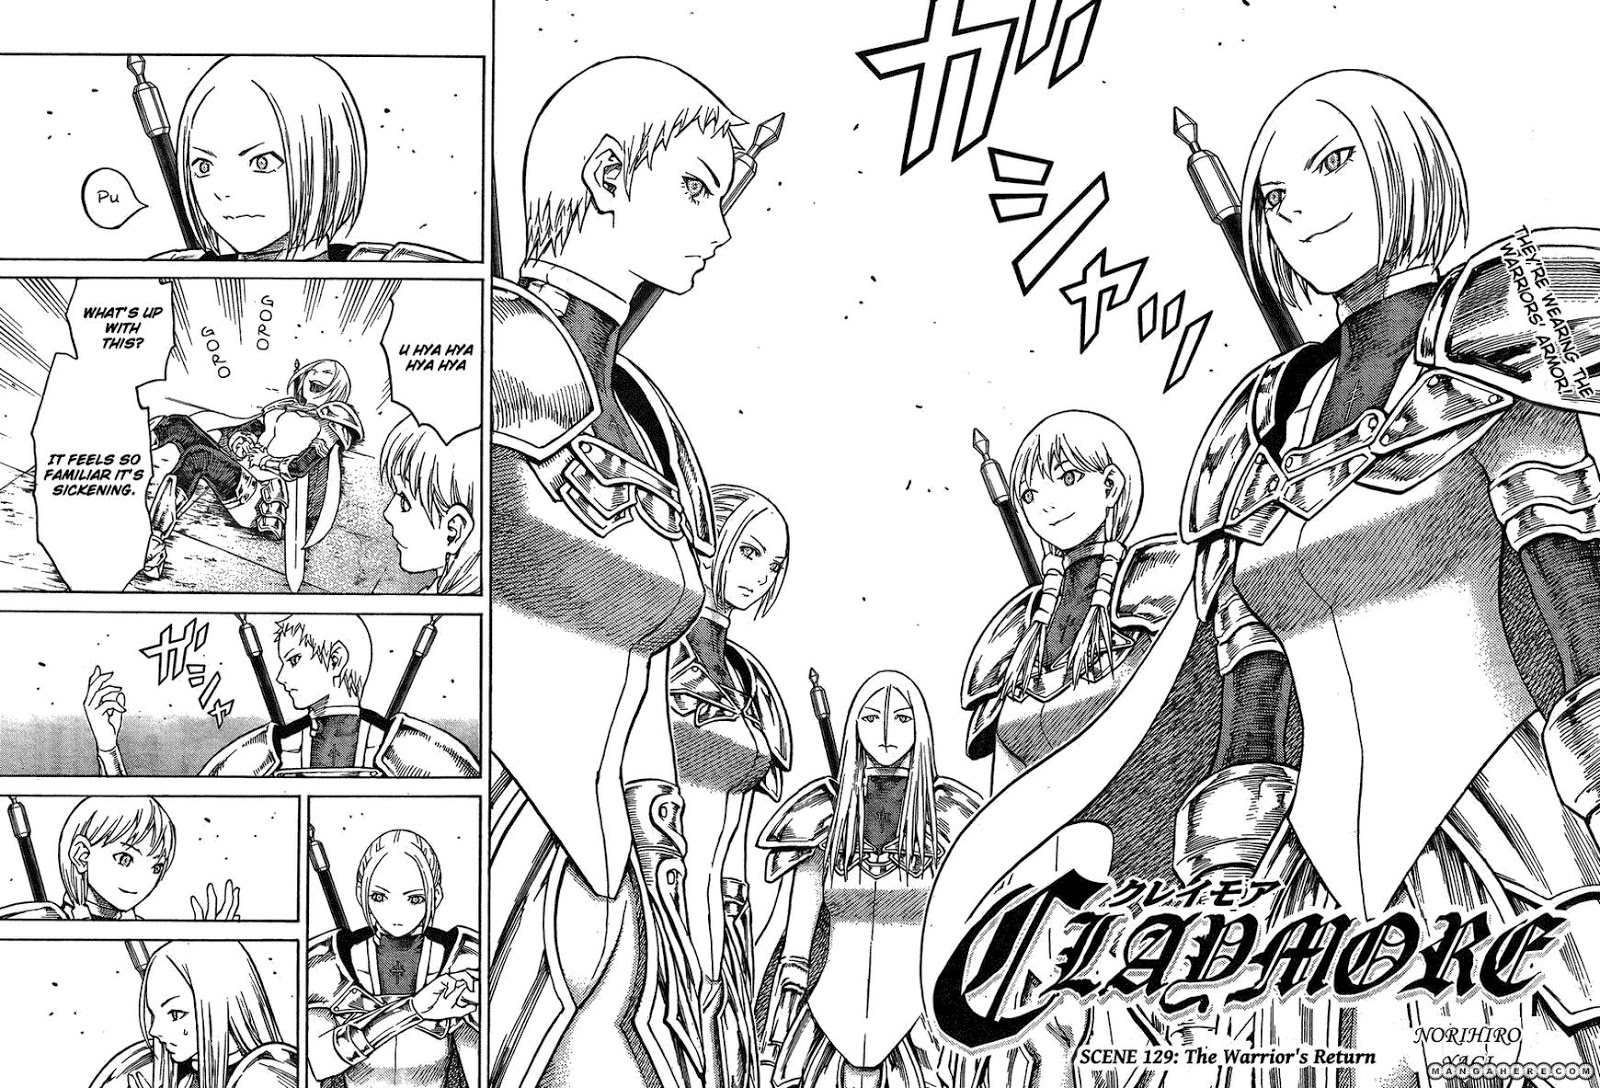 ガシャッ
THEY'RE WEARING THE
WARRIORS' ARMOR!
クレイモア
CLAYMORE
SCENE 129: The Warrior's Return
NORIHIRO
YAGI
Pu
U HYA HYA
HYA HYA
GORO
GORO
WHAT'S UP
WITH
THIS?
IT FEELS SO
FAMILIAR IT'S
SICKENING.
ガシャ
MANGAHERE.COM